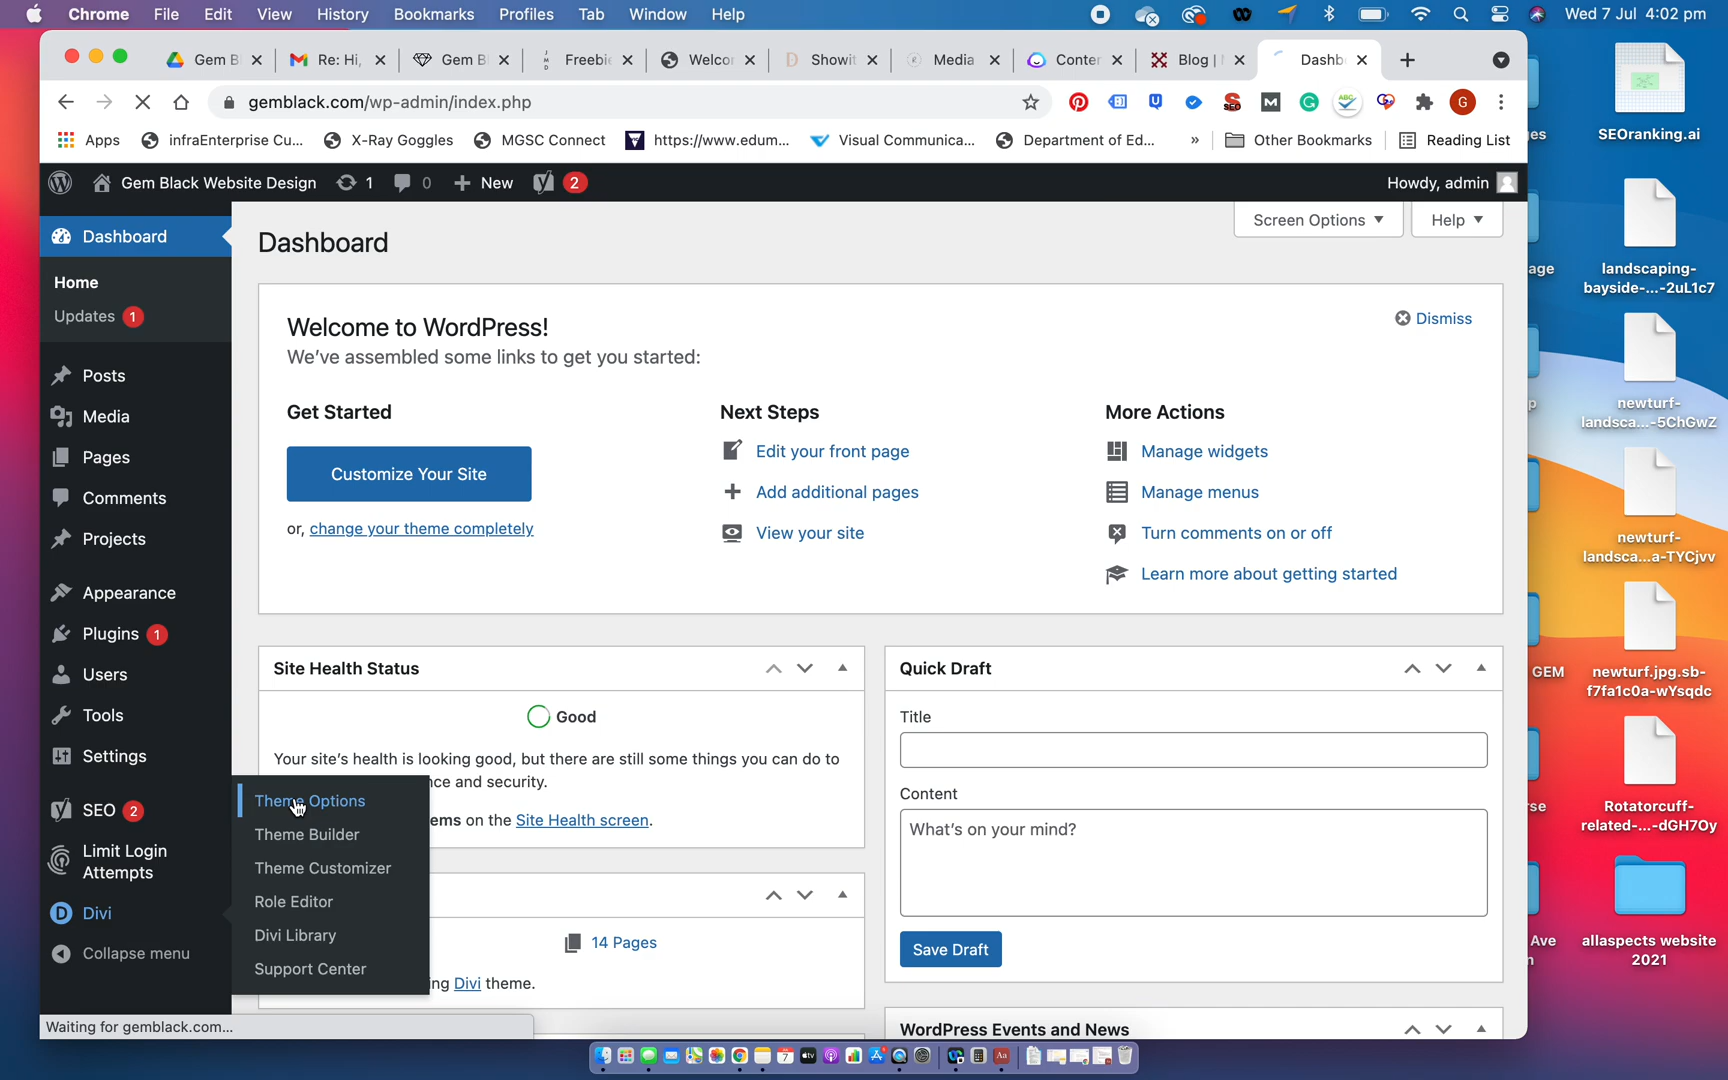 Chrome File Edit View History Bookmarks Profiles Tab Window Help Wed 7 Jul 4:02 pm
Gem B Re: Hi, Gem B Freebi Welco Showit Media Conter Blog | Dashb
gemblack.com/wp-admin/index.php
Apps infraEnterprise Cu... X-Ray Goggles MGSC Connect https://www.edum... Visual Communica... Department of Ed... » Other Bookmarks Reading List
Gem Black Website Design 1 0 New 2 Howdy, admin
Screen Options Help
Dashboard
Home
Updates 1
Posts
Media
Pages
Comments
Projects
Appearance
Plugins 1
Users
Tools
Settings
SEO 2
Limit Login
Attempts
Divi
Collapse menu
Theme Options
Theme Builder
Theme Customizer
Role Editor
Divi Library
Support Center
Dashboard
Welcome to WordPress!
We've assembled some links to get you started:
Dismiss
Get Started
Customize Your Site
or, change your theme completely
Next Steps
Edit your front page
Add additional pages
View your site
More Actions
Manage widgets
Manage menus
Turn comments on or off
Learn more about getting started
Site Health Status
Good
Your site's health is looking good, but there are still some things you can do to
nce and security.
ems on the Site Health screen.
14 Pages
ing Divi theme.
Quick Draft
Title
Content
What's on your mind?
Save Draft
WordPress Events and News
Waiting for gemblack.com...
SEOranking.ai
landscaping-
bayside-...-2uL1c7
newturf-
landsca...-5ChGwZ
newturf-
landsca...a-TYCjvv
newturf.jpg.sb-
f7fa1c0a-wYsqdc
Rotatorcuff-
related-...-dGH7Oy
allaspects website
2021
ges
age
p
GEM
rse
Ave
n